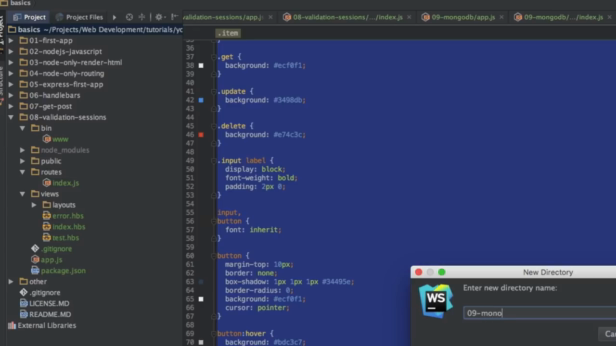 basics
Project
Project Files
validation-sessions/app.js
08-validation-sessions/.../index.js
09-mongodb/app.js
09-mongodb/.../index.js
basics ~/Projects/Web Development/tutorials/yo
.item
01-first-app
02-nodejs-javascript
03-node-only-render-html
04-node-only-routing
05-express-first-app
06-handlebars
07-get-post
08-validation-sessions
bin
www
node_modules
public
routes
index.js
views
layouts
error.hbs
index.hbs
test.hbs
.gitignore
app.js
package.json
other
.gitignore
LICENSE.MD
README.MD
External Libraries
36
37 .get {
38 background: #ecf0f1;
39 }
40
41 .update {
42 background: #3498db;
43 }
44
45 .delete {
46 background: #e74c3c;
47 }
48
49 .input label {
50 display: block;
51 font-weight: bold;
52 padding: 2px 0;
53 }
54
55 input,
56 button {
57 font: inherit;
58 }
59
60 button {
61 margin-top: 10px;
62 border: none;
63 box-shadow: 1px 1px 1px #34495e;
64 border-radius: 0;
65 background: #ecf0f1;
66 cursor: pointer;
67 }
68
69 button:hover {
70 background: #bdc3c7;
New Directory
WS
Enter new directory name:
09-mono